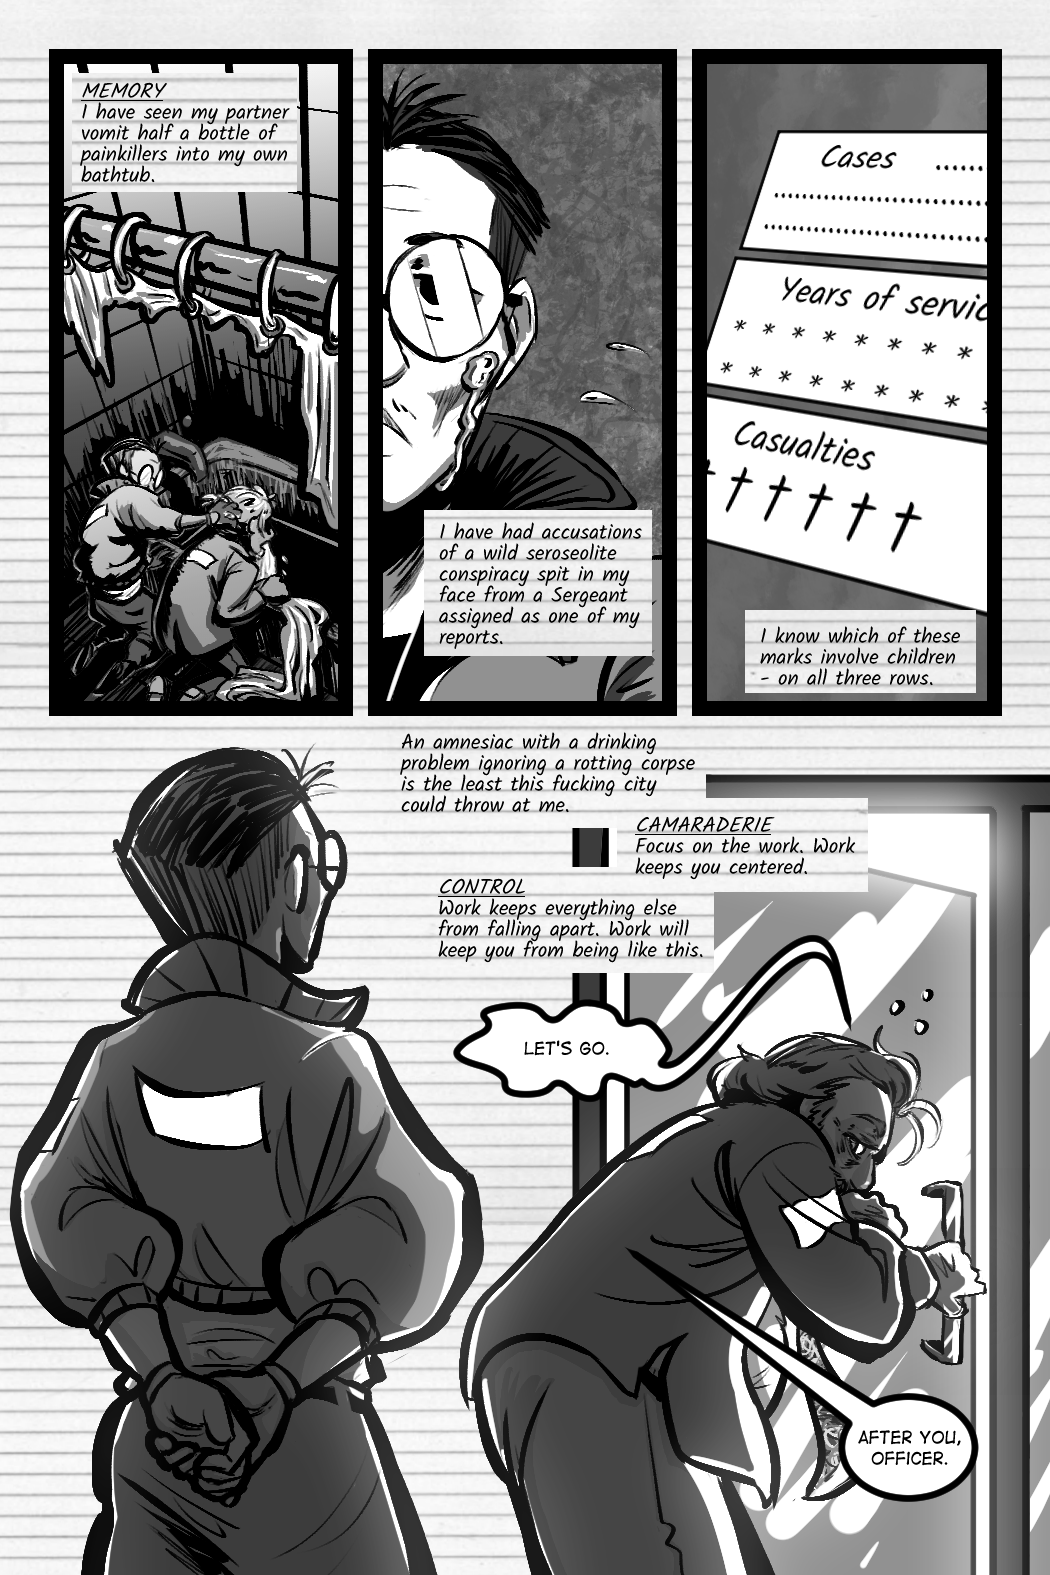 MEMORY
I have seen my partner
vomit half a bottle of
painkillers into my own
bathtub.
I have had accusations
of a wild seroseolite
conspiracy spit in my
face from a Sergeant
assigned as one of my
reports.
Cases
Years of servic
Casualties
I know which of these
marks involve children
- on all three rows.
An amnesiac with a drinking
problem ignoring a rotting corpse
is the least this fucking city
could throw at me.
CAMARADERIE
Focus on the work. Work
keeps you centered.
CONTROL
Work keeps everything else
from falling apart. Work will
keep you from being like this.
LET'S GO.
AFTER YOU,
OFFICER.